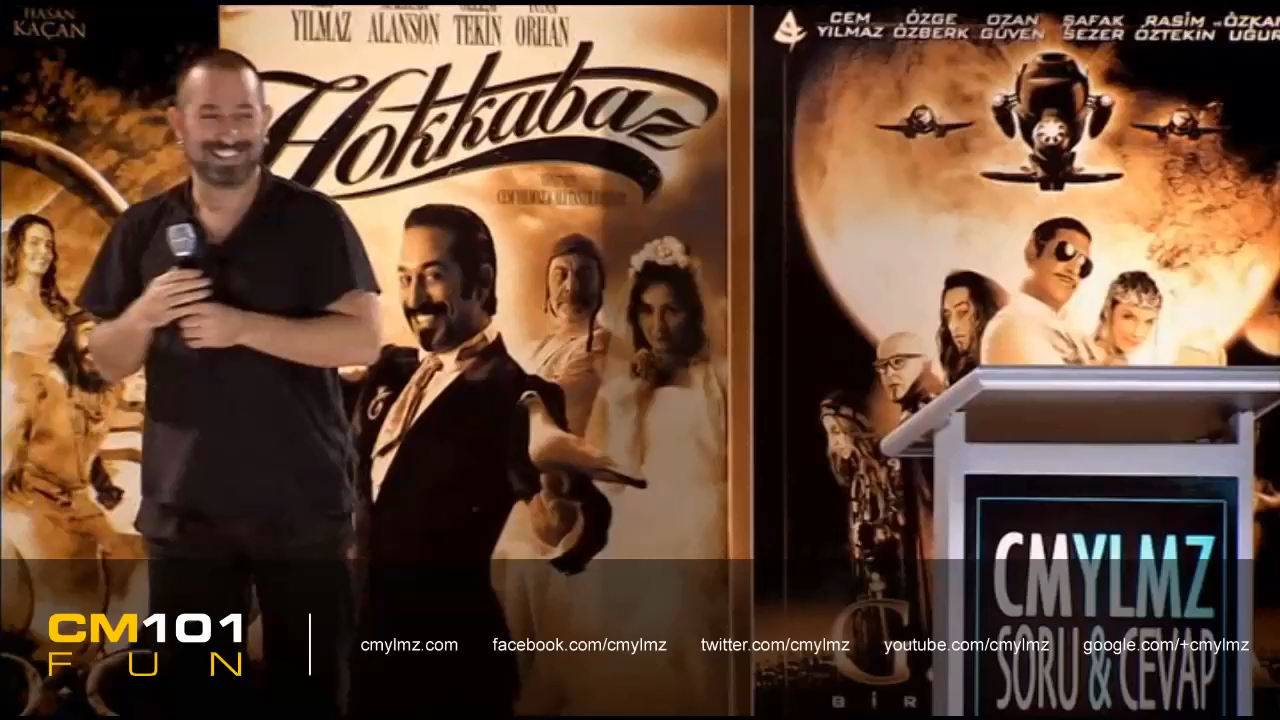 HASAN
KAÇAN
YILMAZ ALANSON TEKİN ORHAN
Hokkabaz
CEM YILMAZ ÖZGE ÖZBERK OZAN GÜVEN ŞAFAK SEZER RASİM ÖZTEKİN ÖZKAN UĞUR
CMYLMZ
SORU & CEVAP
BİR
CM101
FUN
cmylmz.com facebook.com/cmylmz twitter.com/cmylmz youtube.com/cmylmz google.com/+cmylmz